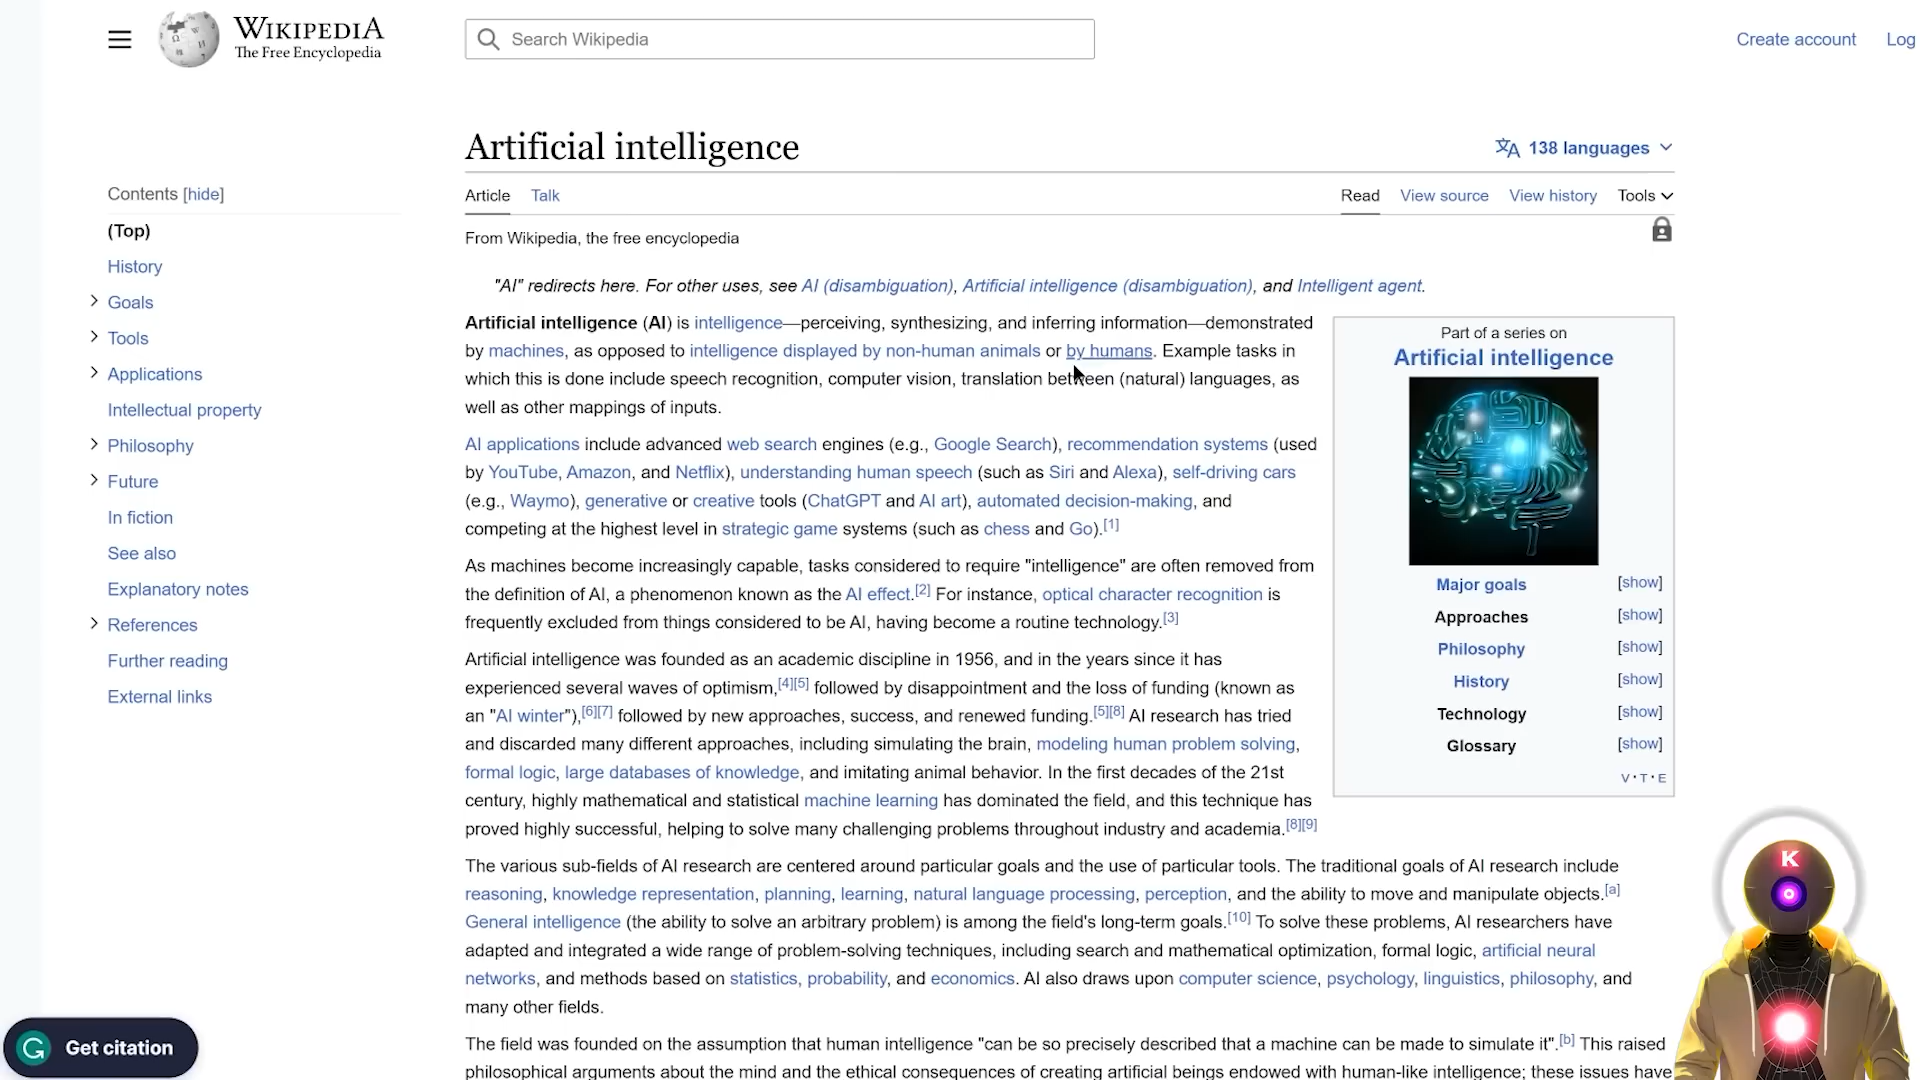 WIKIPEDIA
The Free Encyclopedia
Search Wikipedia
Create account
Log
Artificial intelligence
138 languages
Article
Talk
Read
View source
View history
Tools
From Wikipedia, the free encyclopedia
Contents [hide]
(Top)
History
Goals
Tools
Applications
Intellectual property
Philosophy
Future
In fiction
See also
Explanatory notes
References
Further reading
External links
"AI" redirects here. For other uses, see AI (disambiguation), Artificial intelligence (disambiguation), and Intelligent agent.
Artificial intelligence (AI) is intelligence—perceiving, synthesizing, and inferring information—demonstrated
by machines, as opposed to intelligence displayed by non-human animals or by humans. Example tasks in
which this is done include speech recognition, computer vision, translation between (natural) languages, as
well as other mappings of inputs.
AI applications include advanced web search engines (e.g., Google Search), recommendation systems (used
by YouTube, Amazon, and Netflix), understanding human speech (such as Siri and Alexa), self-driving cars
(e.g., Waymo), generative or creative tools (ChatGPT and AI art), automated decision-making, and
competing at the highest level in strategic game systems (such as chess and Go).[1]
As machines become increasingly capable, tasks considered to require "intelligence" are often removed from
the definition of AI, a phenomenon known as the AI effect.[2] For instance, optical character recognition is
frequently excluded from things considered to be AI, having become a routine technology.[3]
Artificial intelligence was founded as an academic discipline in 1956, and in the years since it has
experienced several waves of optimism,[4][5] followed by disappointment and the loss of funding (known as
an "AI winter"),[6][7] followed by new approaches, success, and renewed funding.[5][8] AI research has tried
and discarded many different approaches, including simulating the brain, modeling human problem solving,
formal logic, large databases of knowledge, and imitating animal behavior. In the first decades of the 21st
century, highly mathematical and statistical machine learning has dominated the field, and this technique has
proved highly successful, helping to solve many challenging problems throughout industry and academia.[8][9]
The various sub-fields of AI research are centered around particular goals and the use of particular tools. The traditional goals of AI research include
reasoning, knowledge representation, planning, learning, natural language processing, perception, and the ability to move and manipulate objects.[a]
General intelligence (the ability to solve an arbitrary problem) is among the field's long-term goals.[10] To solve these problems, AI researchers have
adapted and integrated a wide range of problem-solving techniques, including search and mathematical optimization, formal logic, artificial neural
networks, and methods based on statistics, probability, and economics. AI also draws upon computer science, psychology, linguistics, philosophy, and
many other fields.
The field was founded on the assumption that human intelligence "can be so precisely described that a machine can be made to simulate it".[b] This raised
philosophical arguments about the mind and the ethical consequences of creating artificial beings endowed with human-like intelligence; these issues have
Part of a series on
Artificial intelligence
Major goals [show]
Approaches [show]
Philosophy [show]
History [show]
Technology [show]
Glossary [show]
V·T·E
Get citation
K